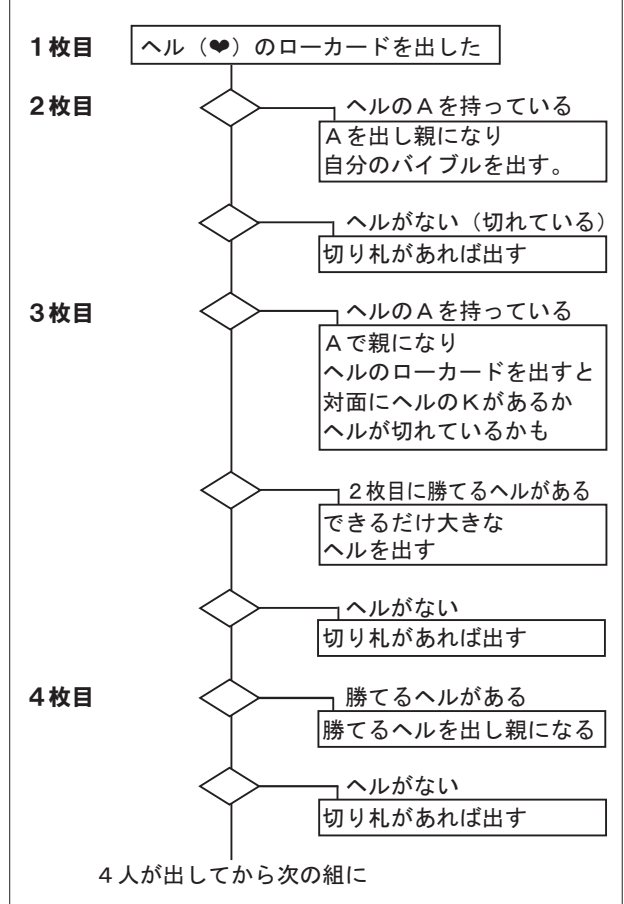 1枚目 ヘル（❤）のローカードを出した
2枚目 ヘルのAを持っている
Aを出し親になり
自分のバイブルを出す。
ヘルがない（切れている）
切り札があれば出す
3枚目 ヘルのAを持っている
Aで親になり
ヘルのローカードを出すと
対面にヘルのKがあるか
ヘルが切れているかも
2枚目に勝てるヘルがある
できるだけ大きな
ヘルを出す
ヘルがない
切り札があれば出す
4枚目 勝てるヘルがある
勝てるヘルを出し親になる
ヘルがない
切り札があれば出す
4人が出してから次の組に